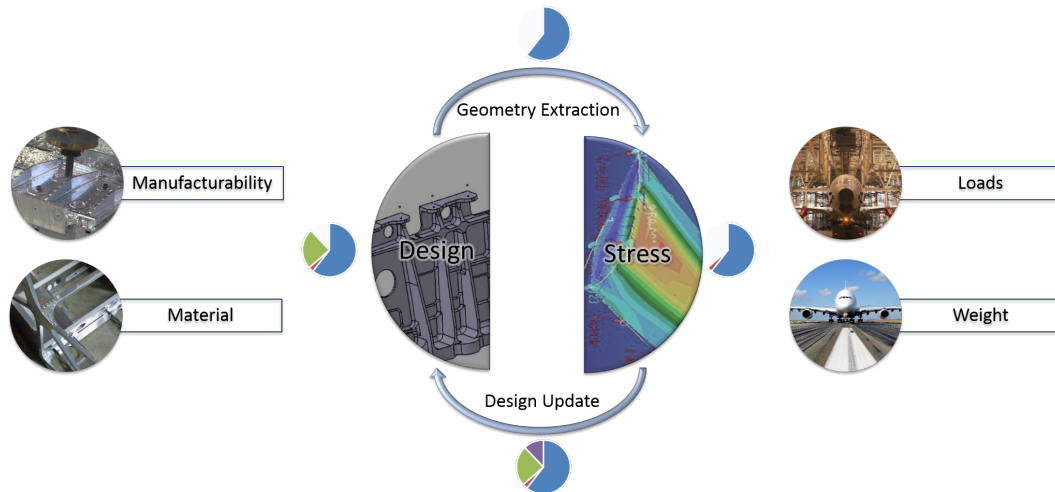 Geometry Extraction
Manufacturability
Loads
Design
Stress
Material
Weight
Design Update